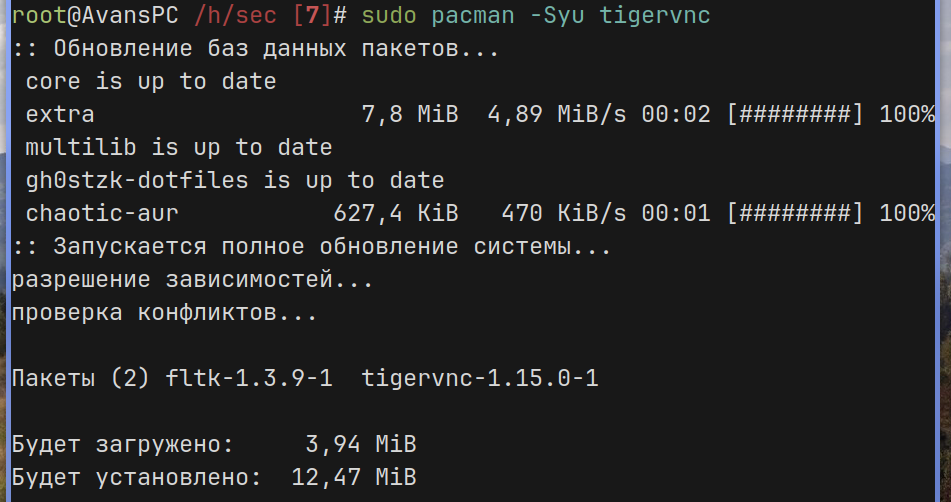 root@AvansPC /h/sec [7]# sudo pacman -Syu tigervnc
:: Обновление баз данных пакетов...
core is up to date
extra 7,8 MiB 4,89 MiB/s 00:02 [########] 100%
multilib is up to date
gh0stzk-dotfiles is up to date
chaotic-aur 627,4 KiB 470 KiB/s 00:01 [########] 100%
:: Запускается полное обновление системы...
разрешение зависимостей...
проверка конфликтов...
Пакеты (2) fltk-1.3.9-1 tigervnc-1.15.0-1
Будет загружено: 3,94 MiB
Будет установлено: 12,47 MiB